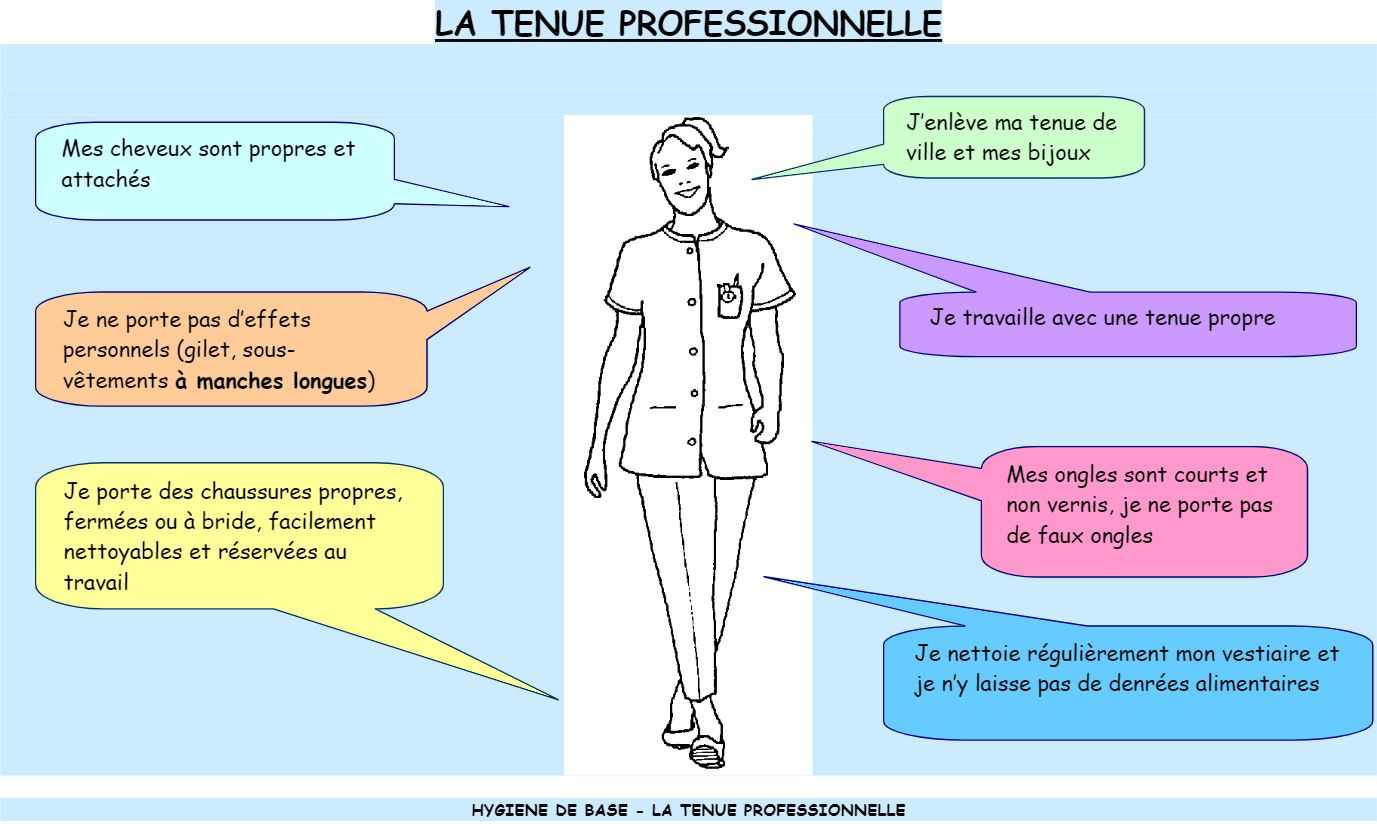 LA TENUE PROFESSIONNELLE
Mes cheveux sont propres et
attachés
J’enlève ma tenue de
ville et mes bijoux
Je ne porte pas d’effets
personnels (gilet, sous-
vêtements à manches longues)
Je travaille avec une tenue propre
Je porte des chaussures propres,
fermées ou à bride, facilement
nettoyables et réservées au
travail
Mes ongles sont courts et
non vernis, je ne porte pas
de faux ongles
Je nettoie régulièrement mon vestiaire et
je n’y laisse pas de denrées alimentaires
HYGIENE DE BASE - LA TENUE PROFESSIONNELLE